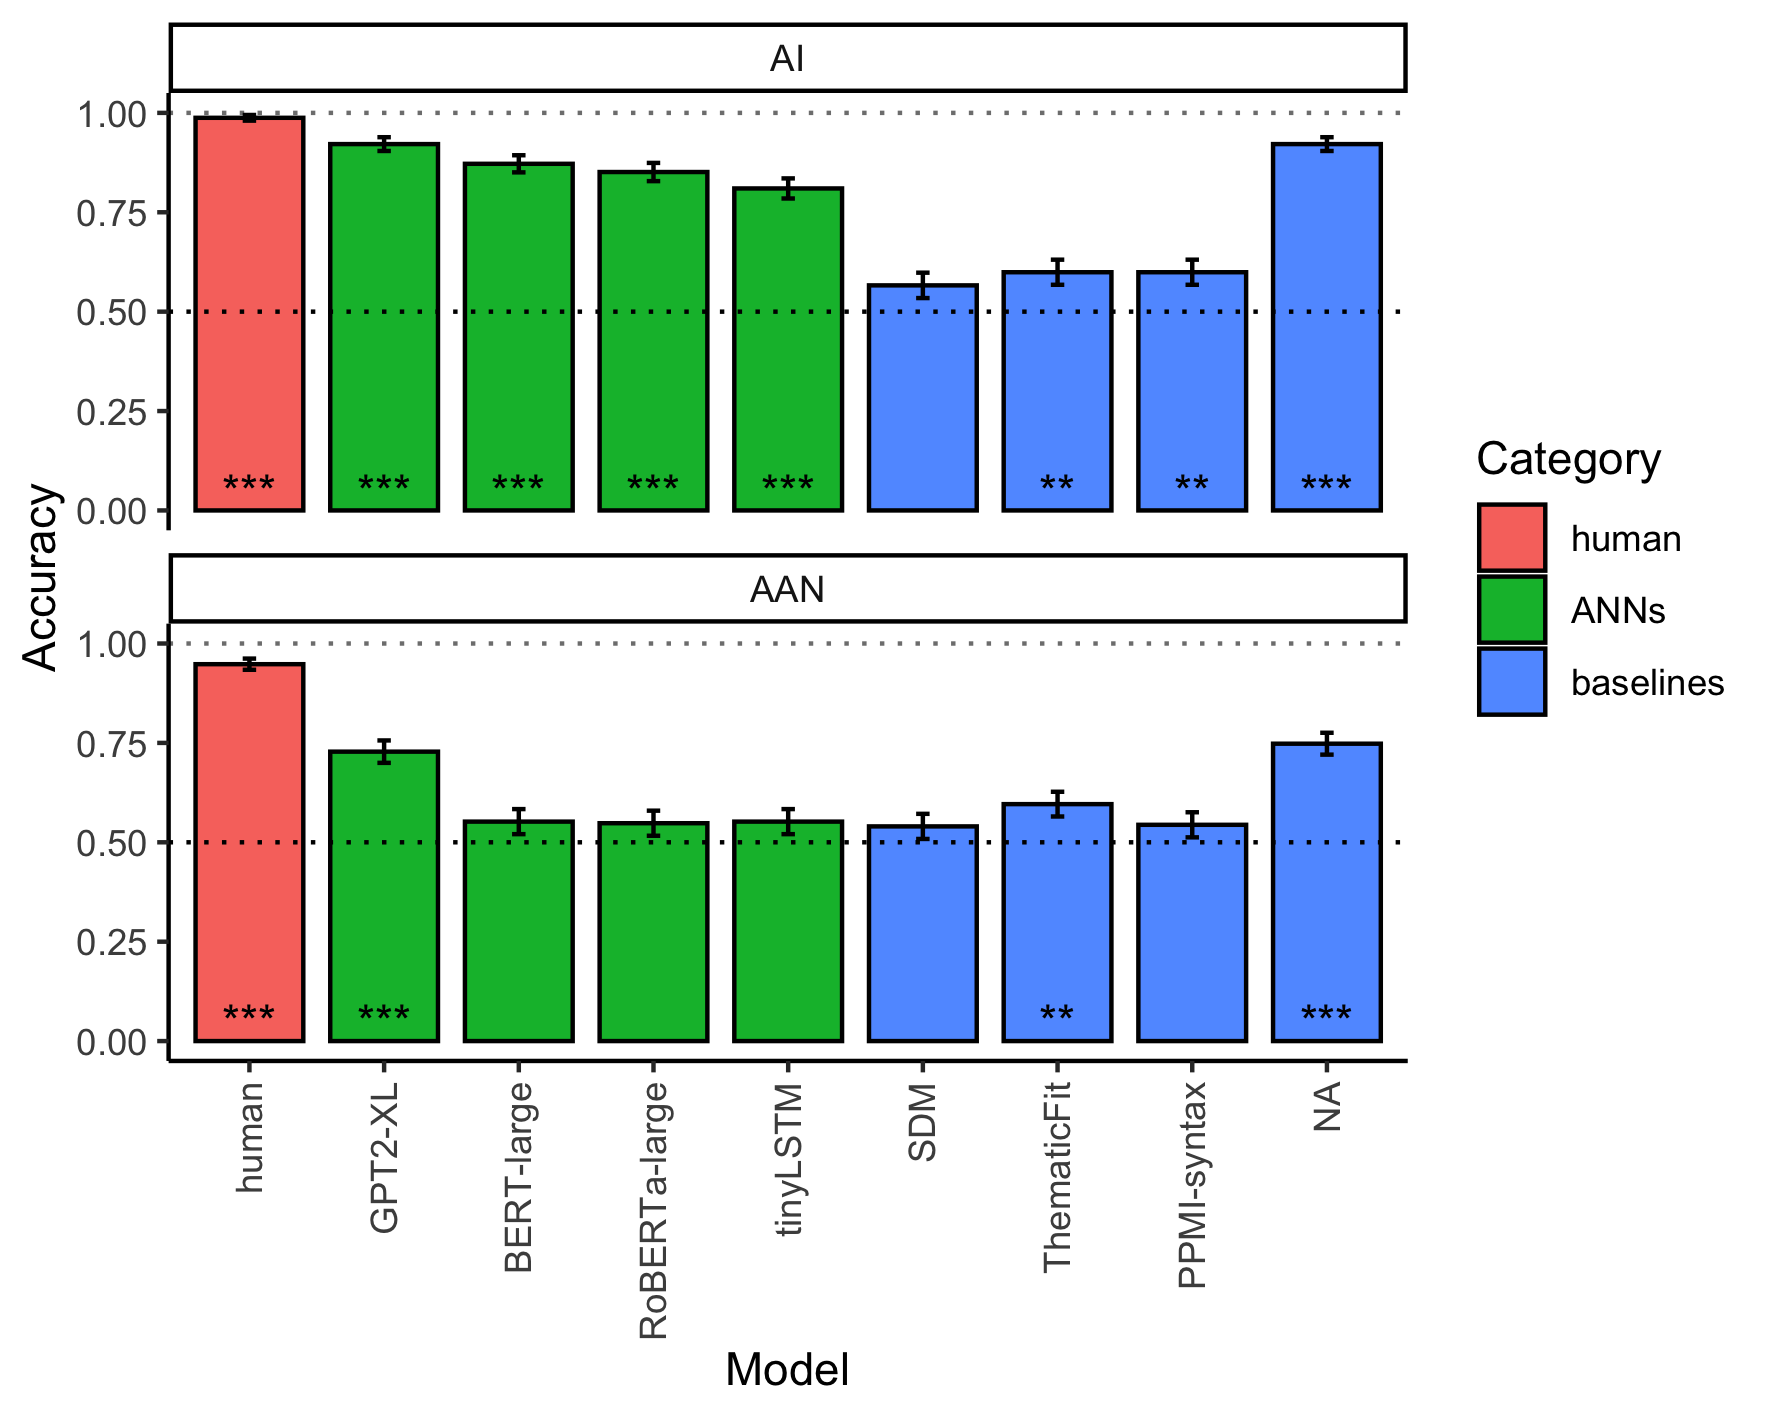 AI
1.00
0.75
0.50
0.25
0.00
*** *** *** *** *** ** ** ***
Accuracy
AAN
1.00
0.75
0.50
0.25
0.00
*** *** ** ***
human
GPT2-XL
BERT-large
RoBERTa-large
tinyLSTM
SDM
ThematicFit
PPMI-syntax
NA
Model
Category
human
ANNs
baselines